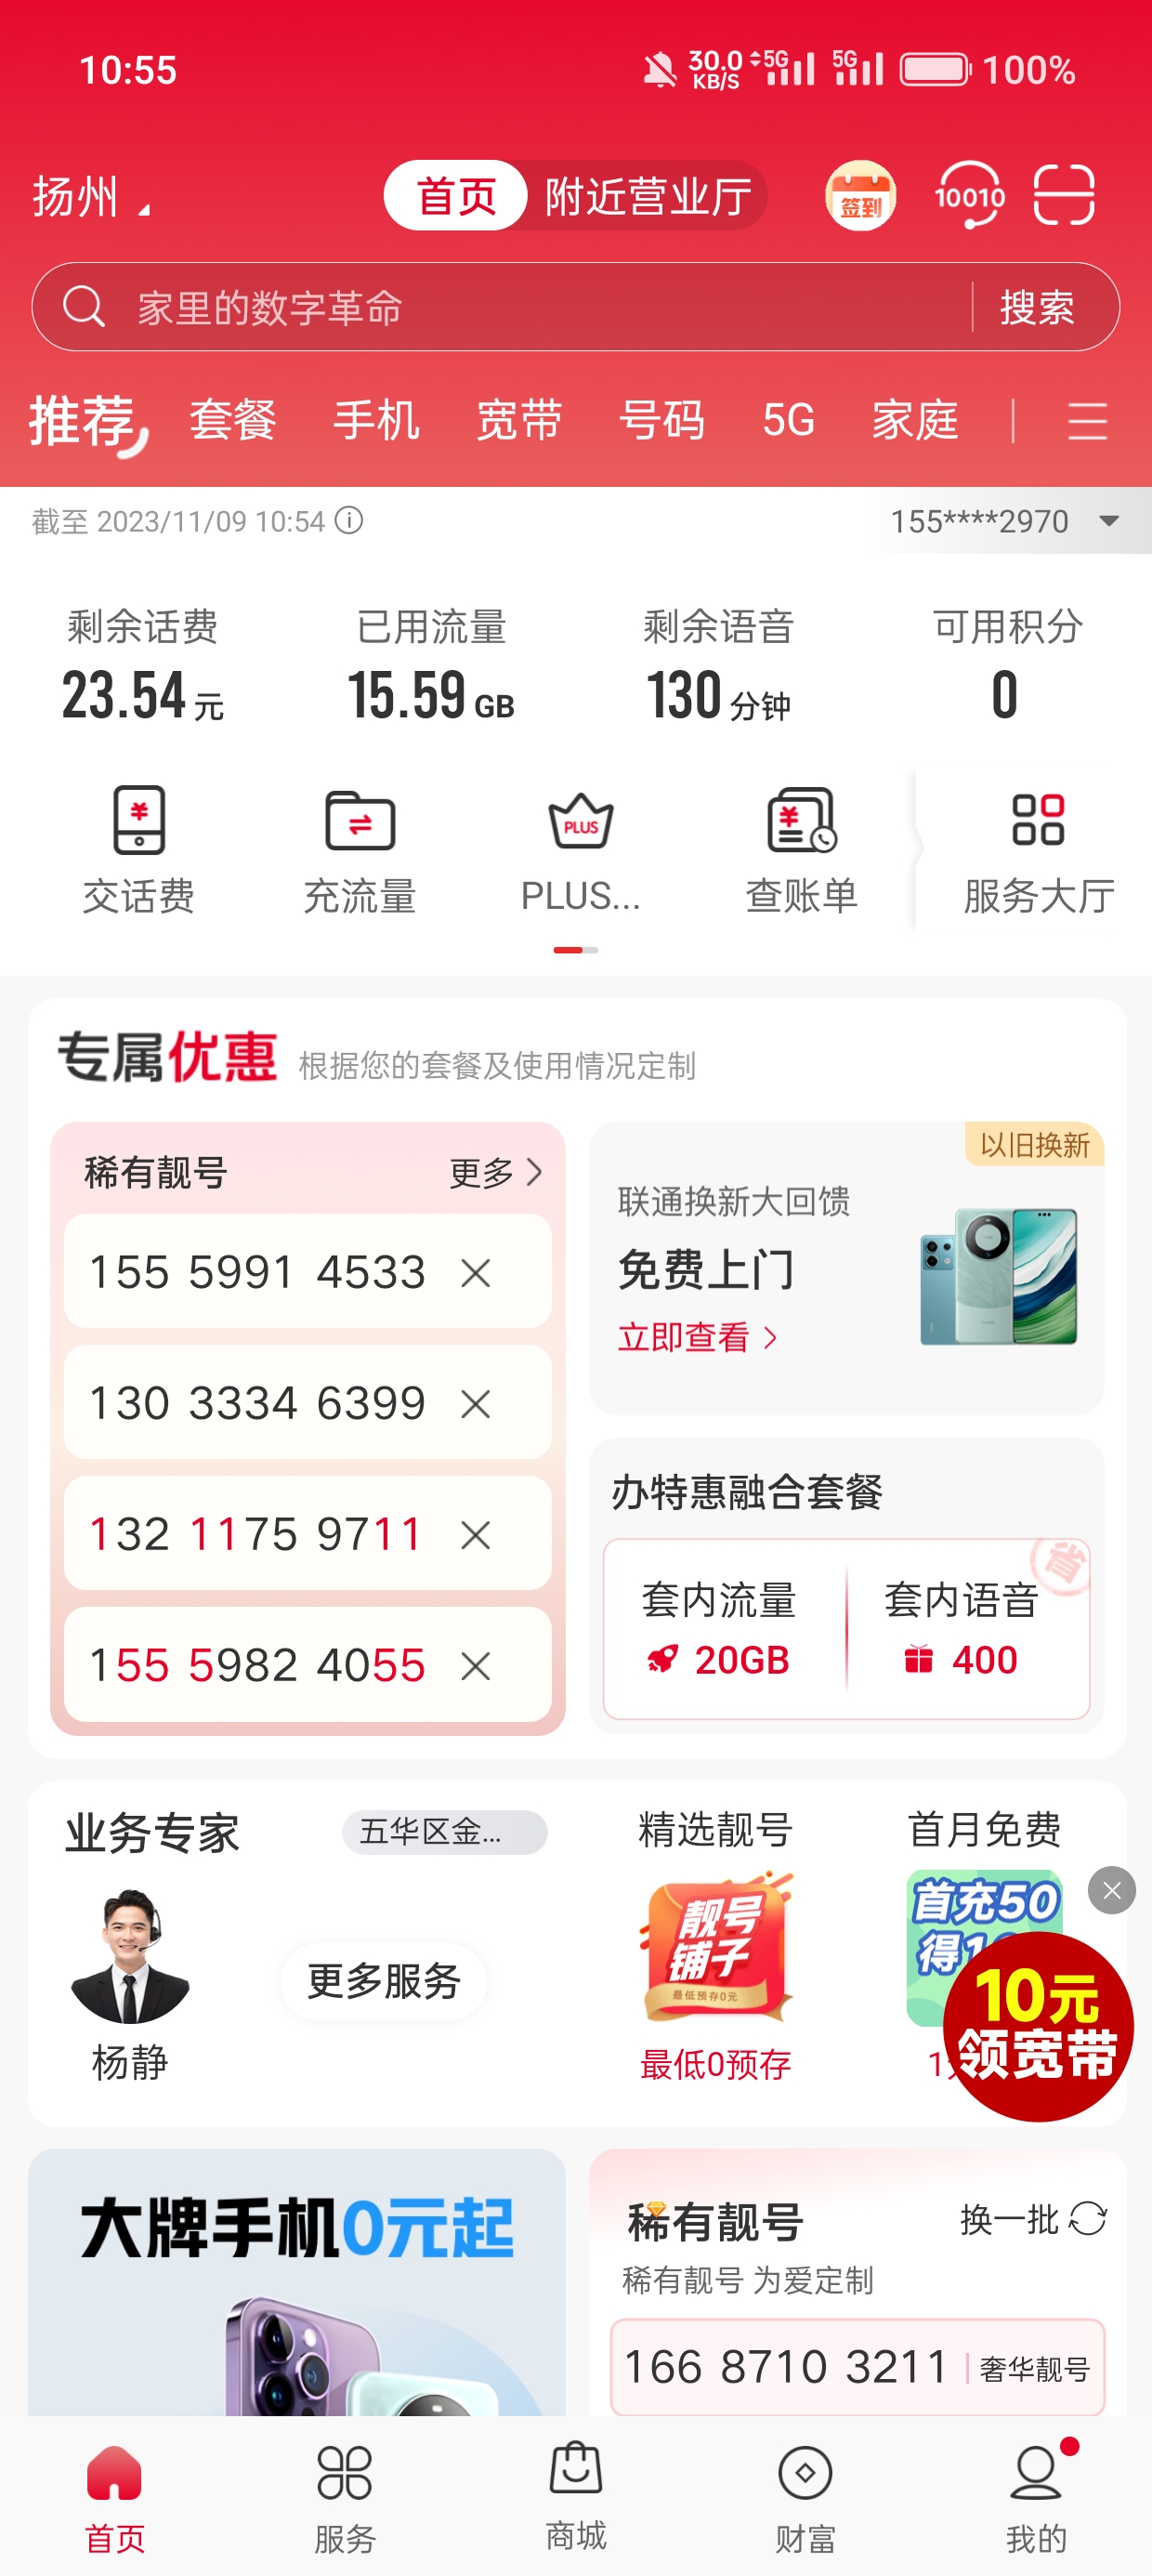 10:55
30.0 KB/S 5G 5G 100%
扬州 首页 附近营业厅 签到 10010
家里的数字革命 搜索
推荐 套餐 手机 宽带 号码 5G 家庭
截至 2023/11/09 10:54 155****2970
剩余话费 已用流量 剩余语音 可用积分
23.54元 15.59GB 130分钟 0
PLUS
交话费 充流量 PLUS... 查账单 服务大厅
专属优惠 根据您的套餐及使用情况定制
稀有靓号 更多
155 5991 4533
130 3334 6399
132 1175 9711
155 5982 4055
以旧换新
联通换新大回馈
免费上门
立即查看
办特惠融合套餐
省
套内流量 套内语音
20GB 400
业务专家 五华区金...
更多服务
杨静
精选靓号
靓号
铺子
最低预存0元
最低0预存
首月免费
首充50
得1
10元
领宽带
大牌手机0元起
稀有靓号 换一批
稀有靓号 为爱定制
166 8710 3211 奢华靓号
首页 服务 商城 财富 我的